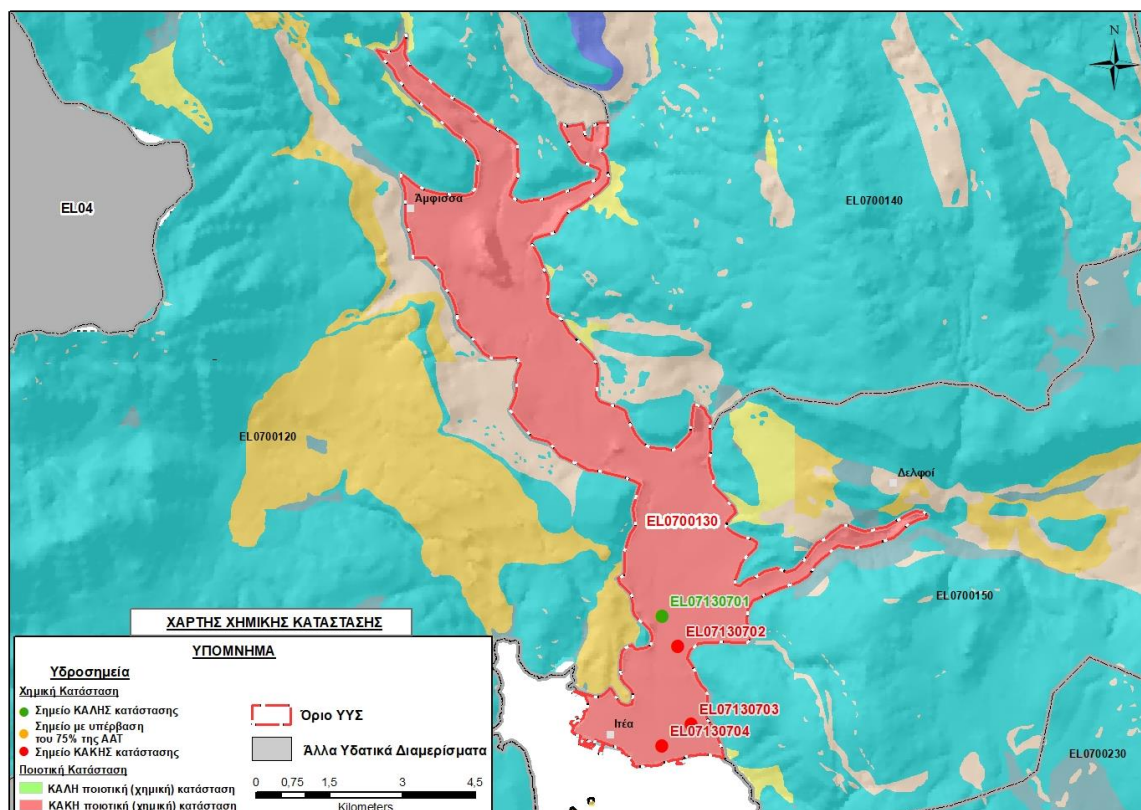 N
EL04
Άμφισσα
EL0700140
EL0700120
Δελφοί
EL0700130
EL0700150
EL07130701
EL07130702
EL07130703
Ιτέα
EL07130704
EL0700230
ΧΑΡΤΗΣ ΧΗΜΙΚΗΣ ΚΑΤΑΣΤΑΣΗΣ
ΥΠΟΜΝΗΜΑ
Υδροσημεία
Χημική Κατάσταση
Σημείο ΚΑΛΗΣ κατάστασης
Σημείο με υπέρβαση
του 75% της ΑΑΤ
Σημείο ΚΑΚΗΣ κατάστασης
Ποιοτική Κατάσταση
ΚΑΛΗ ποιοτική (χημική) κατάσταση
ΚΑΚΗ ποιοτική (χημική) κατάσταση
Όριο ΥΥΣ
Άλλα Υδατικά Διαμερίσματα
0 0,75 1,5 3 4,5
Kilometers